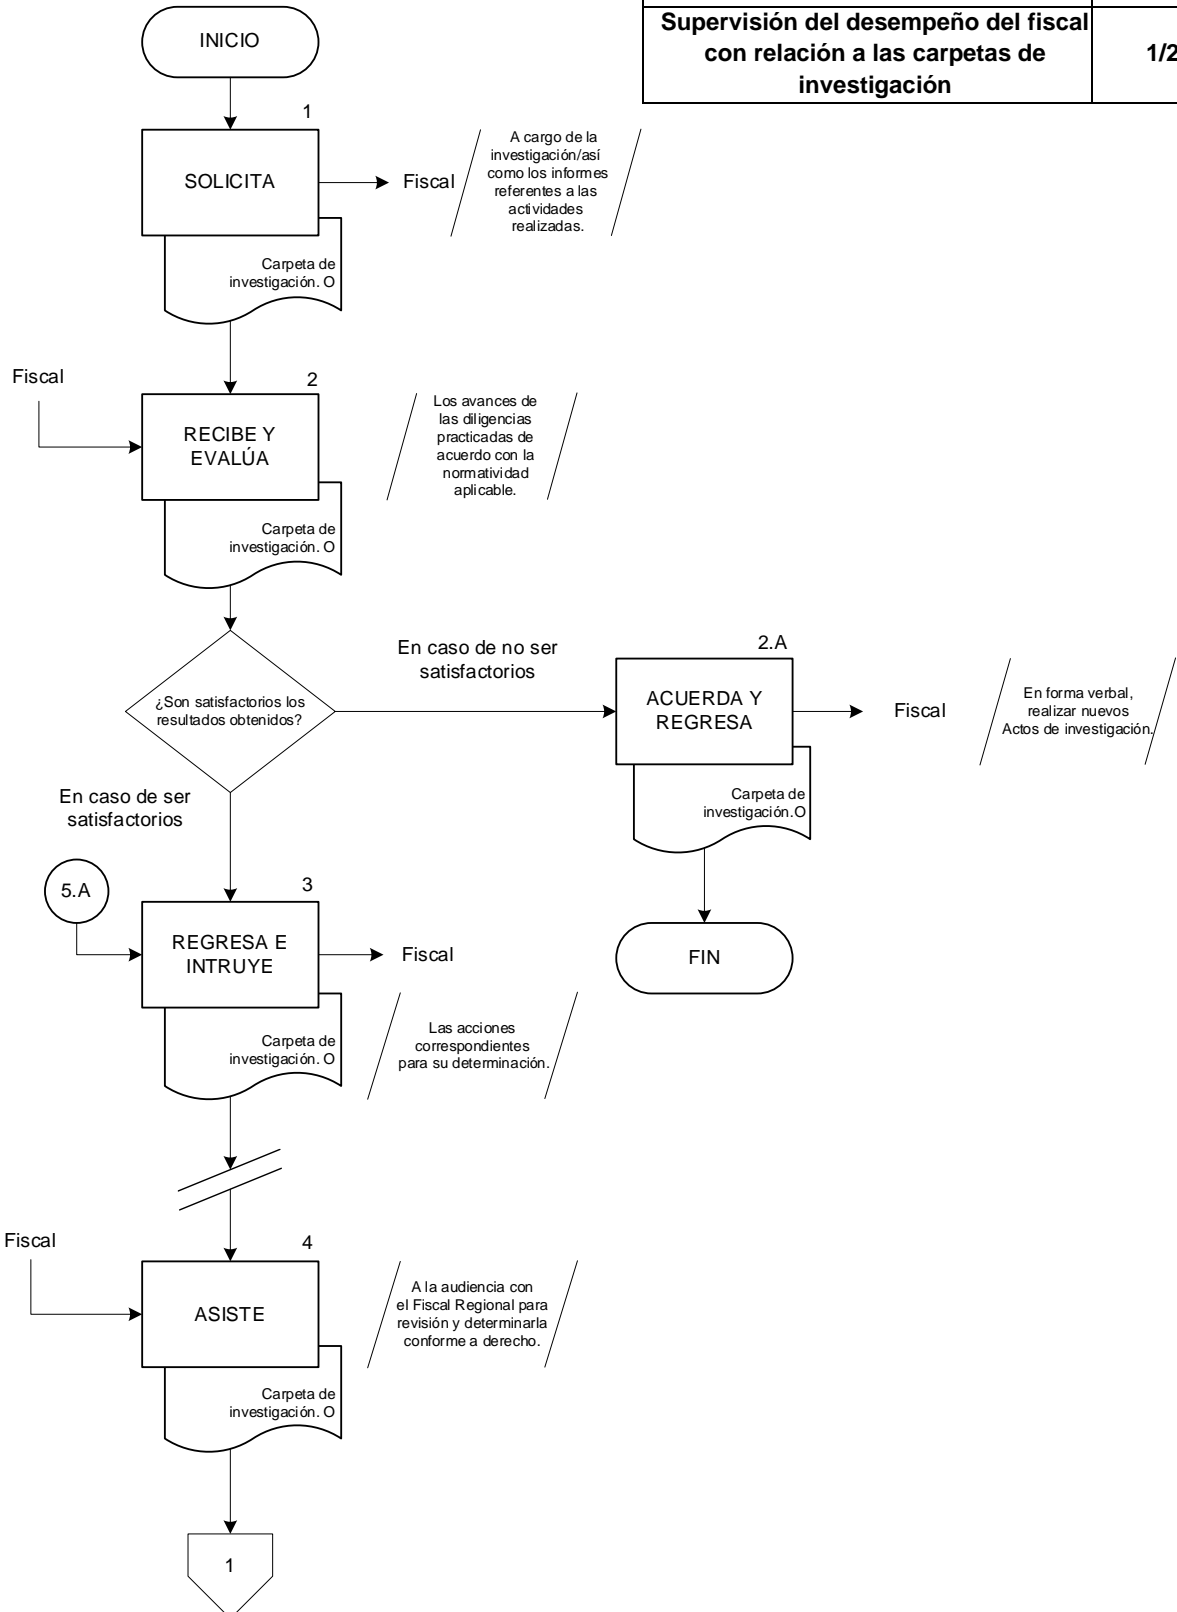 Supervisión del desempeño del fiscal
con relación a las carpetas de
investigación
1/2
INICIO
1
SOLICITA
Fiscal
A cargo de la
investigación/así
como los informes
referentes a las
actividades
realizadas.
Carpeta de
investigación. O
Fiscal
2
RECIBE Y
EVALÚA
Los avances de
las diligencias
practicadas de
acuerdo con la
normatividad
aplicable.
Carpeta de
investigación. O
¿Son satisfactorios los
resultados obtenidos?
En caso de no ser
satisfactorios
2.A
ACUERDA Y
REGRESA
Fiscal
En forma verbal,
realizar nuevos
Actos de investigación.
Carpeta de
investigación.O
FIN
En caso de ser
satisfactorios
5.A
3
REGRESA E
INTRUYE
Fiscal
Las acciones
correspondientes
para su determinación.
Carpeta de
investigación. O
Fiscal
4
ASISTE
A la audiencia con
el Fiscal Regional para
revisión y determinarla
conforme a derecho.
Carpeta de
investigación. O
1